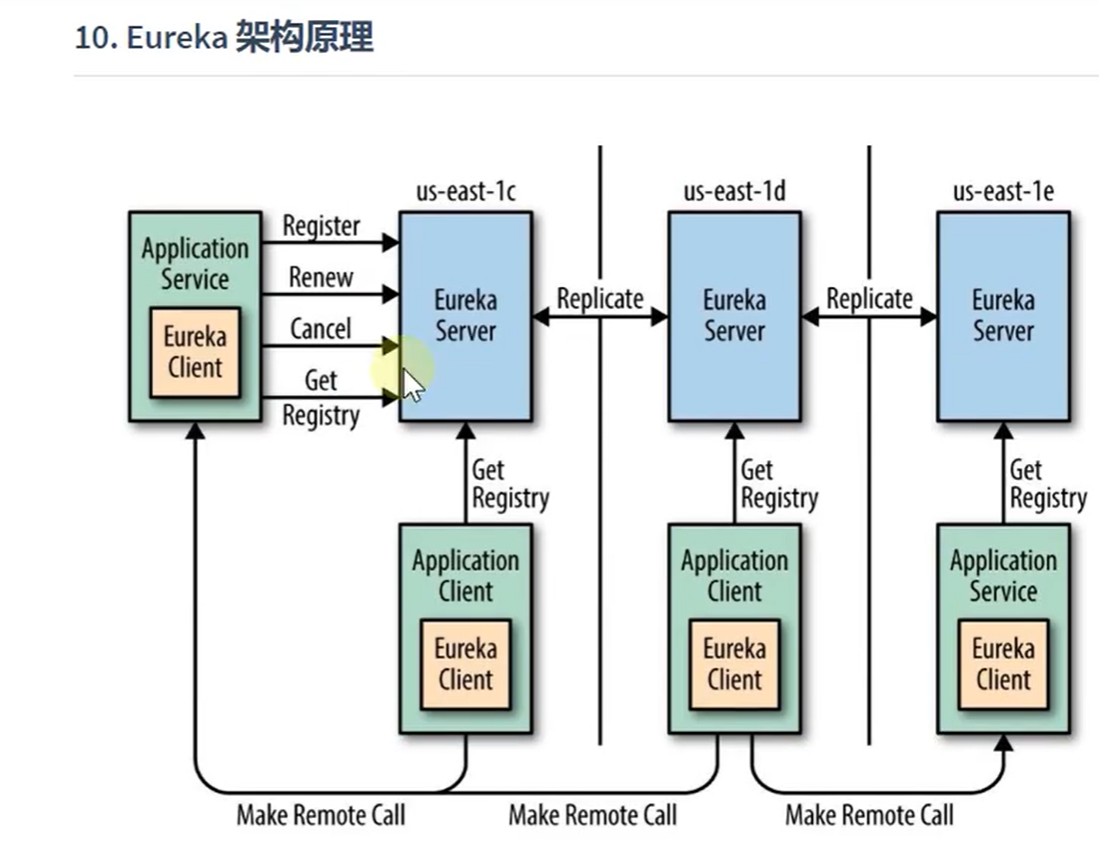 10. Eureka 架构原理
us-east-1c
us-east-1d
us-east-1e
Application
Service
Eureka
Client
Register
Renew
Cancel
Get
Registry
Eureka
Server
Replicate
Eureka
Server
Replicate
Eureka
Server
Get
Registry
Get
Registry
Get
Registry
Application
Client
Eureka
Client
Application
Client
Eureka
Client
Application
Service
Eureka
Client
Make Remote Call
Make Remote Call
Make Remote Call